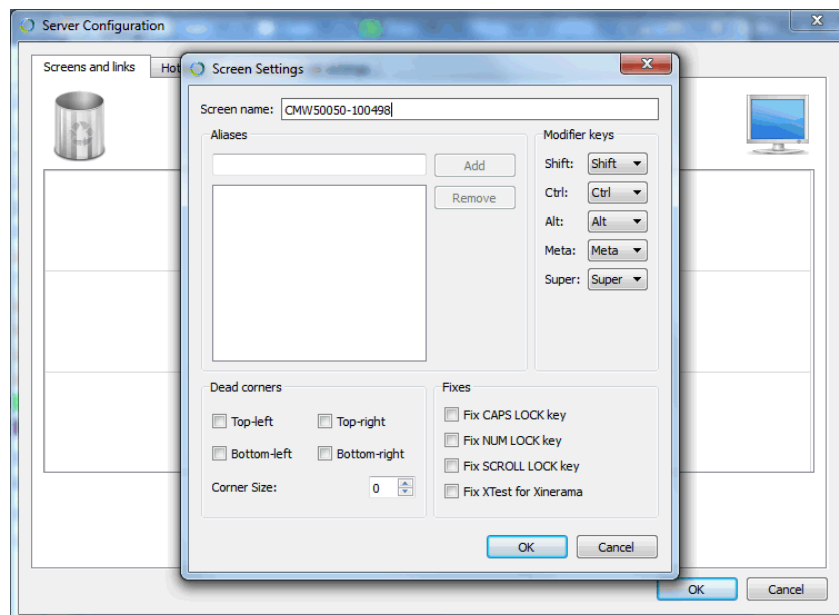 Server Configuration
Screens and links
Hot
Screen Settings
Screen name: CMW50050-100498
Aliases
Add
Remove
Modifier keys
Shift: Shift
Ctrl: Ctrl
Alt: Alt
Meta: Meta
Super: Super
Dead corners
Top-left Top-right
Bottom-left Bottom-right
Corner Size: 0
Fixes
Fix CAPS LOCK key
Fix NUM LOCK key
Fix SCROLL LOCK key
Fix XTest for Xinerama
OK Cancel
OK Cancel